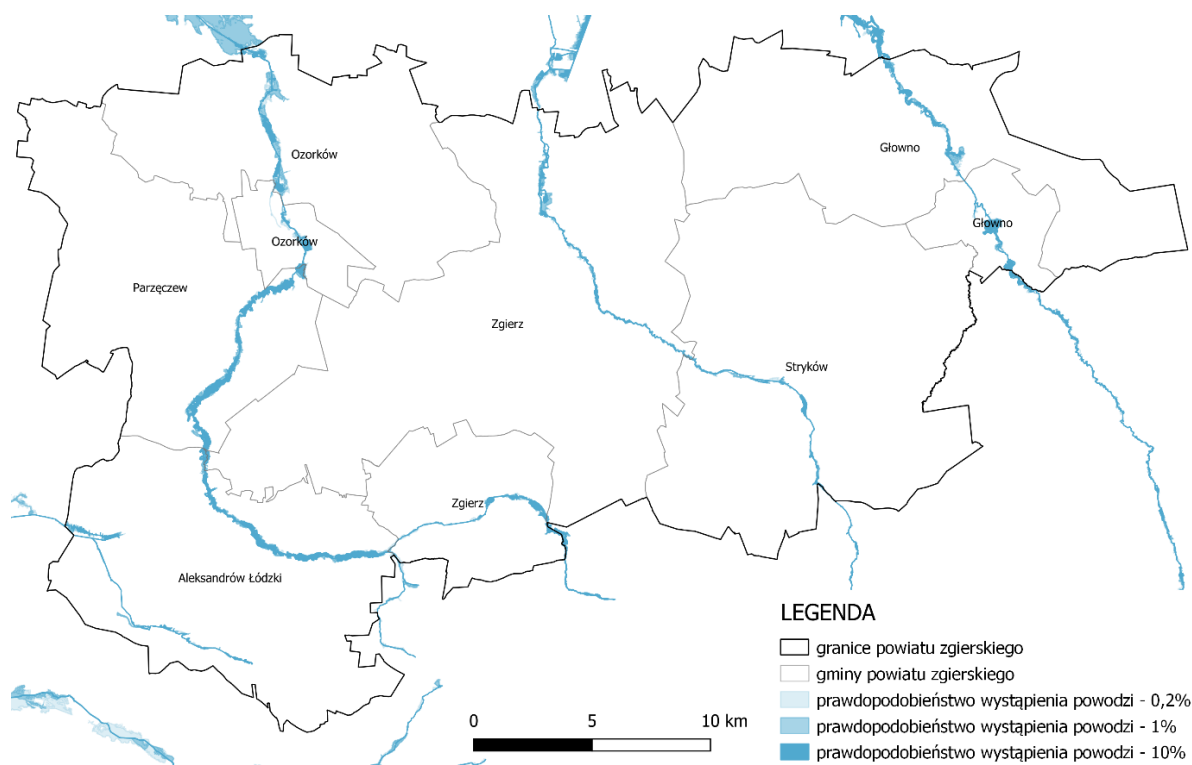 Ozorków
Głowno
Ozorków
Głowno
Parzęczew
Zgierz
Stryków
Zgierz
Aleksandrów Łódzki
LEGENDA
granice powiatu zgierskiego
gminy powiatu zgierskiego
prawdopodobieństwo wystąpienia powodzi - 0,2%
prawdopodobieństwo wystąpienia powodzi - 1%
prawdopodobieństwo wystąpienia powodzi - 10%
0 5 10 km